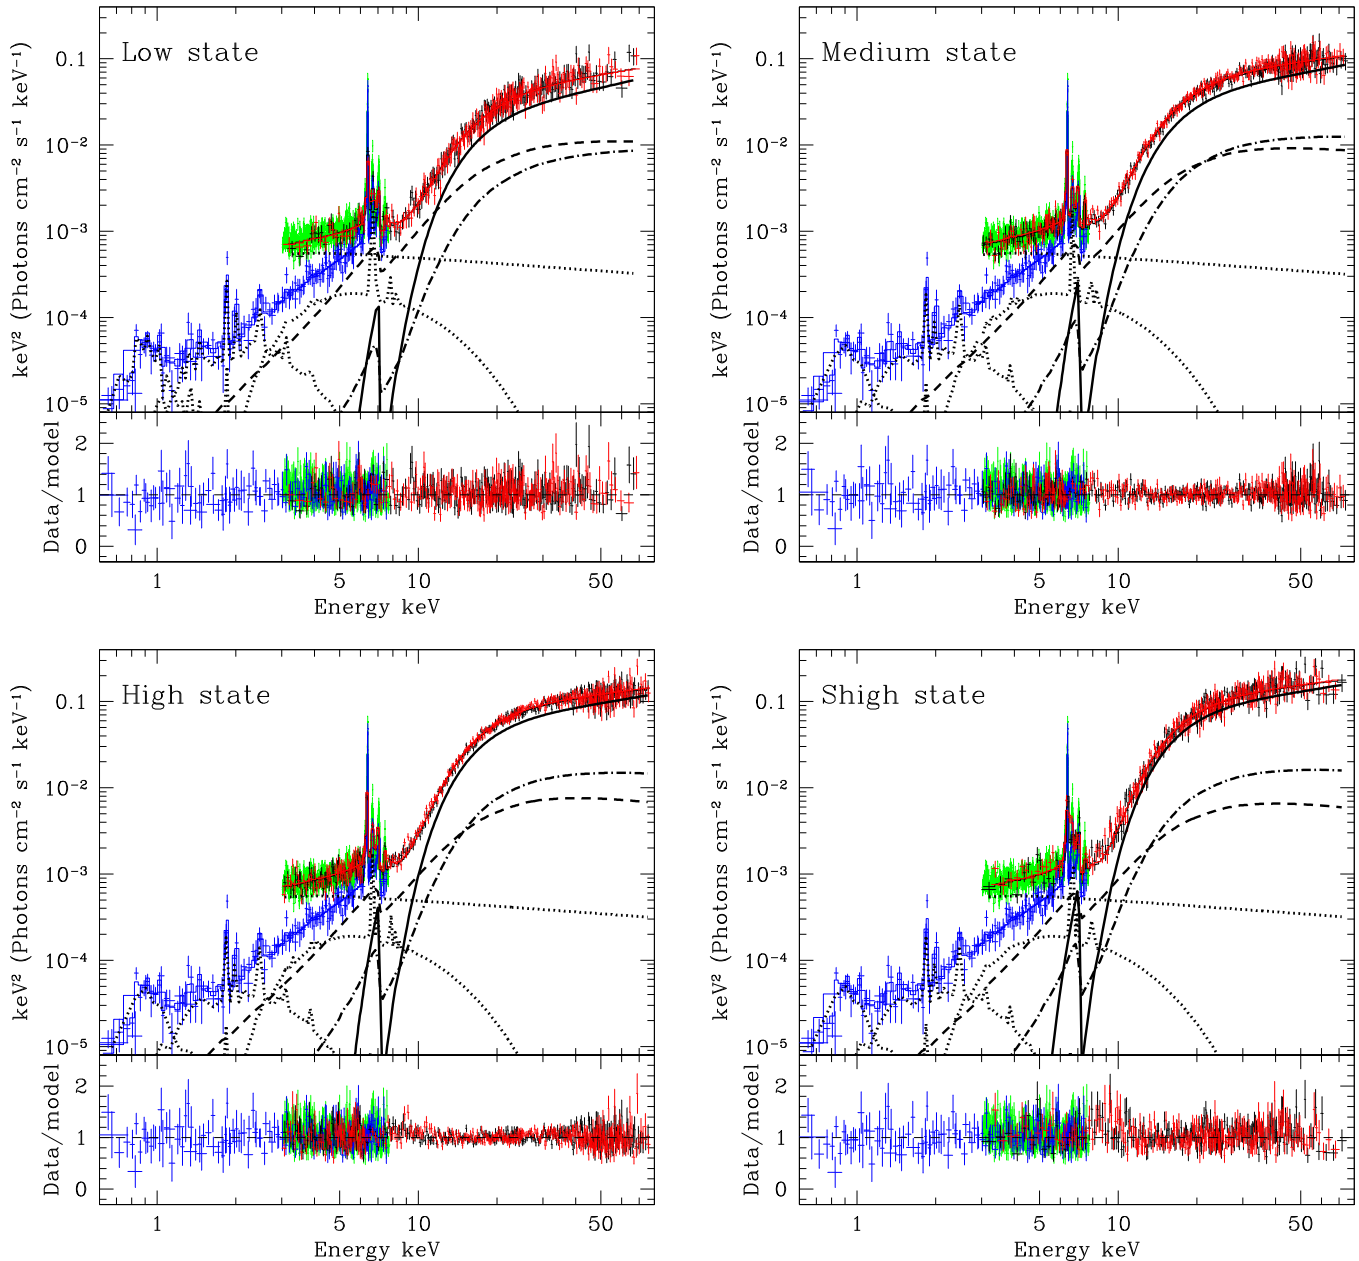 Low state
keV² (Photons cm⁻² s⁻¹ keV⁻¹)
0.1
10⁻²
10⁻³
10⁻⁴
10⁻⁵
Data/model
2
1
0
1 5 10 50
Energy keV
Medium state
keV² (Photons cm⁻² s⁻¹ keV⁻¹)
0.1
10⁻²
10⁻³
10⁻⁴
10⁻⁵
Data/model
2
1
0
1 5 10 50
Energy keV
High state
keV² (Photons cm⁻² s⁻¹ keV⁻¹)
0.1
10⁻²
10⁻³
10⁻⁴
10⁻⁵
Data/model
2
1
0
1 5 10 50
Energy keV
Shigh state
keV² (Photons cm⁻² s⁻¹ keV⁻¹)
0.1
10⁻²
10⁻³
10⁻⁴
10⁻⁵
Data/model
2
1
0
1 5 10 50
Energy keV